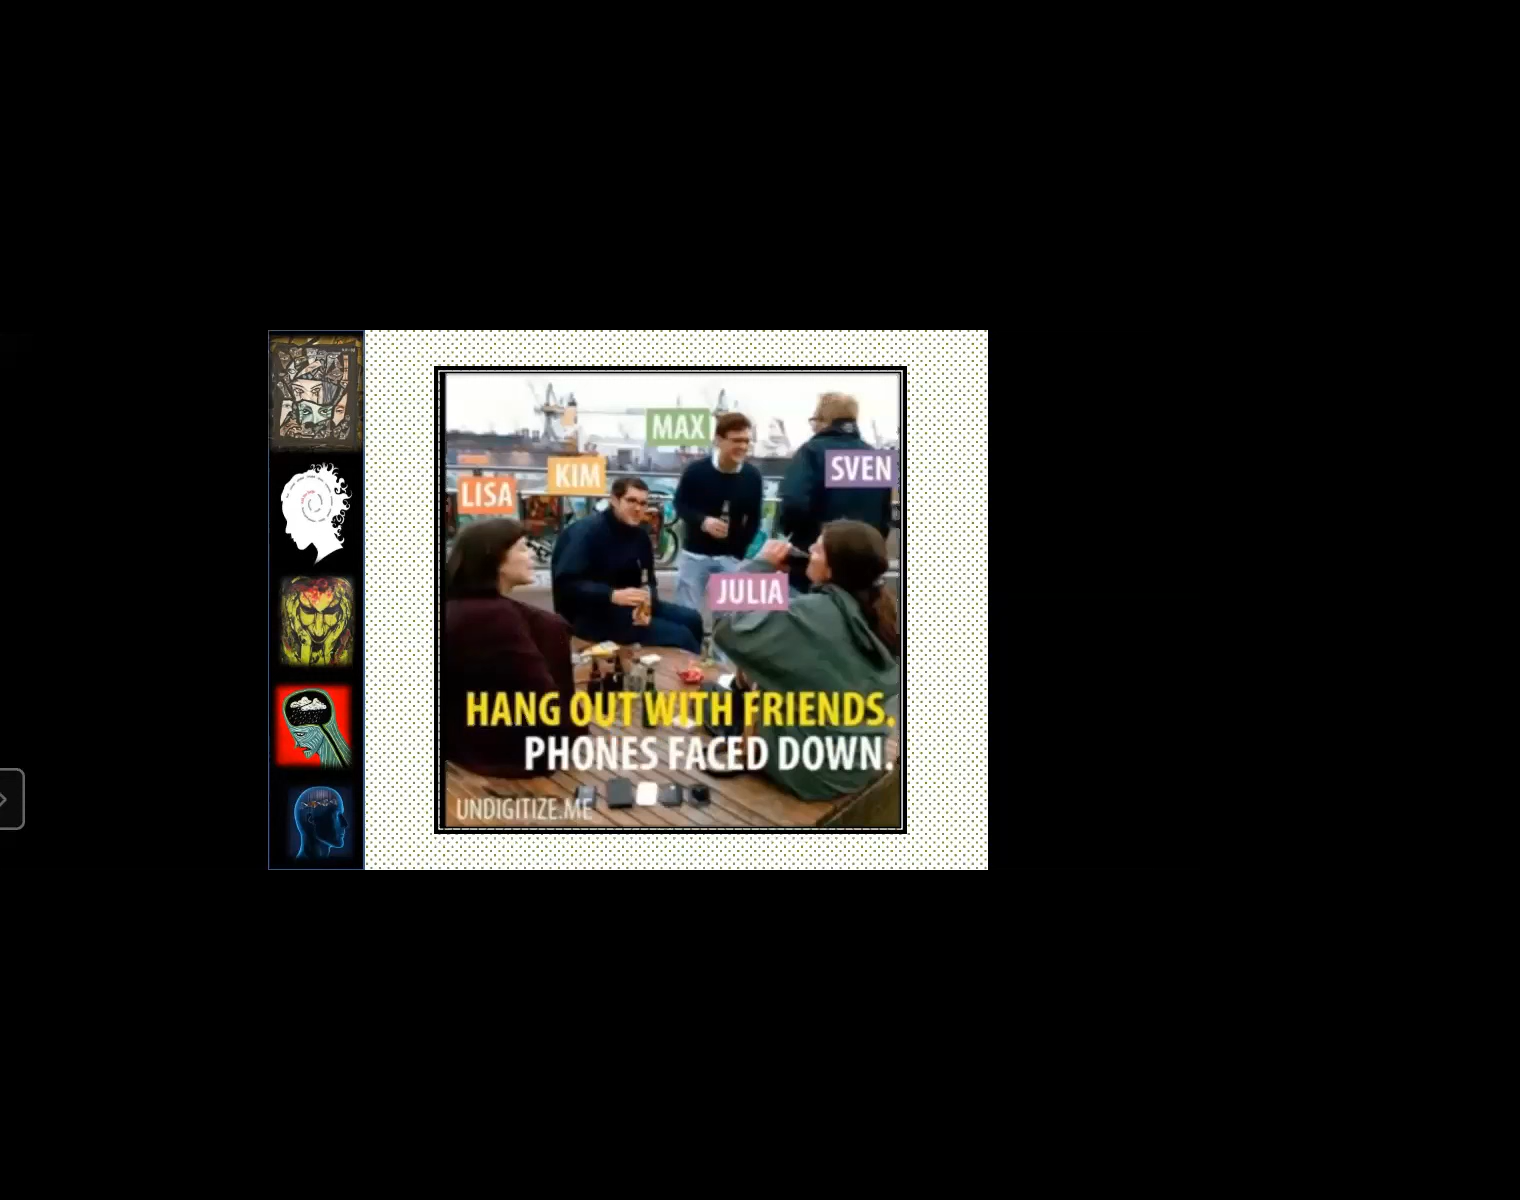 MAX
KIM
SVEN
LISA
JULIA
HANG OUT WITH FRIENDS.
PHONES FACED DOWN.
UNDIGITIZE.ME